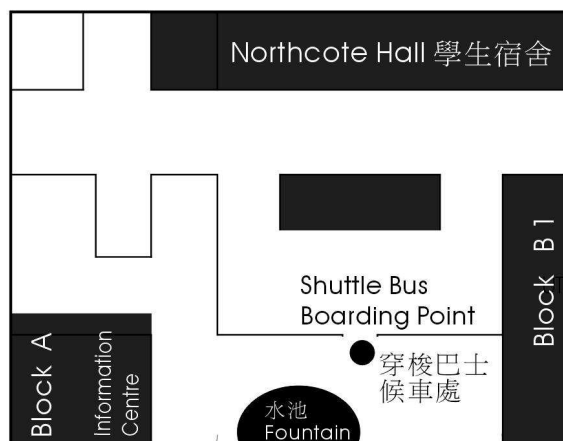 Northcote Hall 學生宿舍
Block B1
Shuttle Bus
Boarding Point
穿梭巴士
候車處
Block A
Information
Centre
水池
Fountain